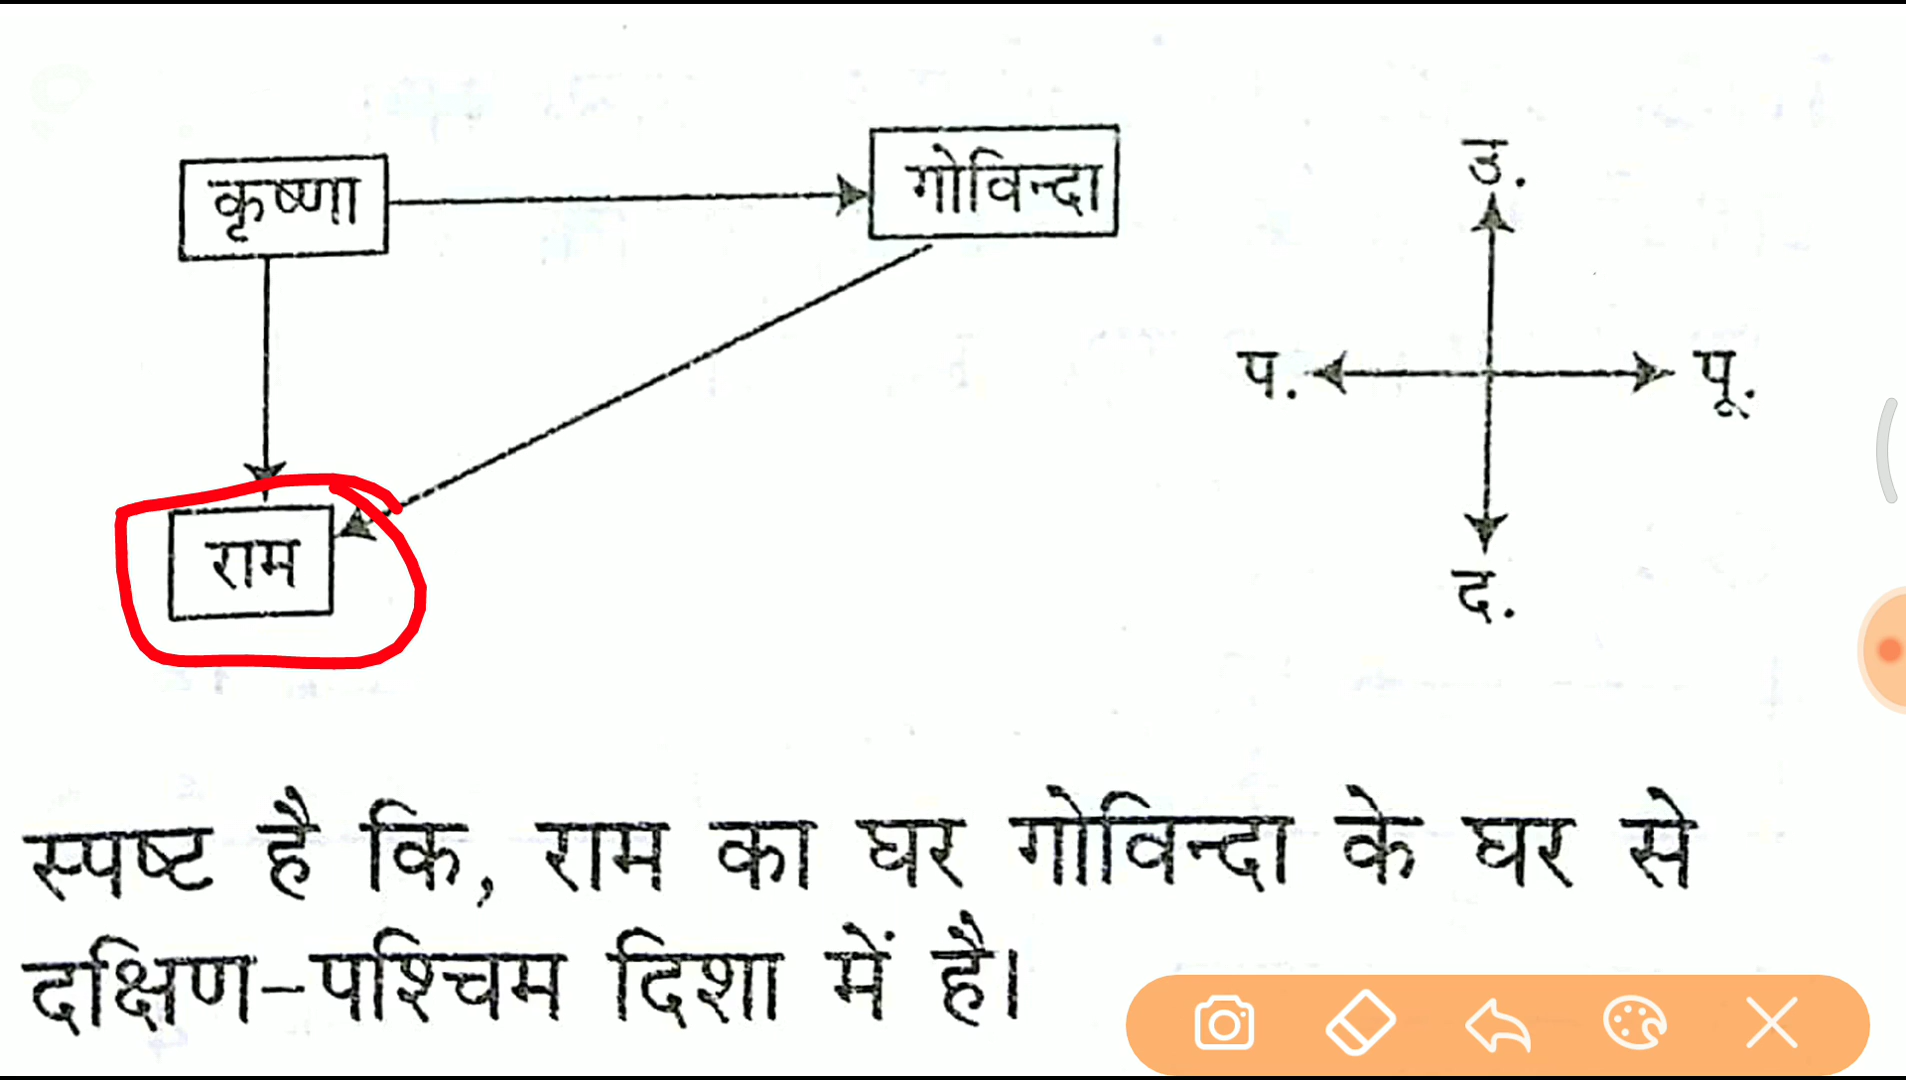 कृष्णा
गोविन्दा
राम
उ.
प.
पू.
द.
स्पष्ट है कि, राम का घर गोविन्दा के घर से
दक्षिण-पश्चिम दिशा में है।